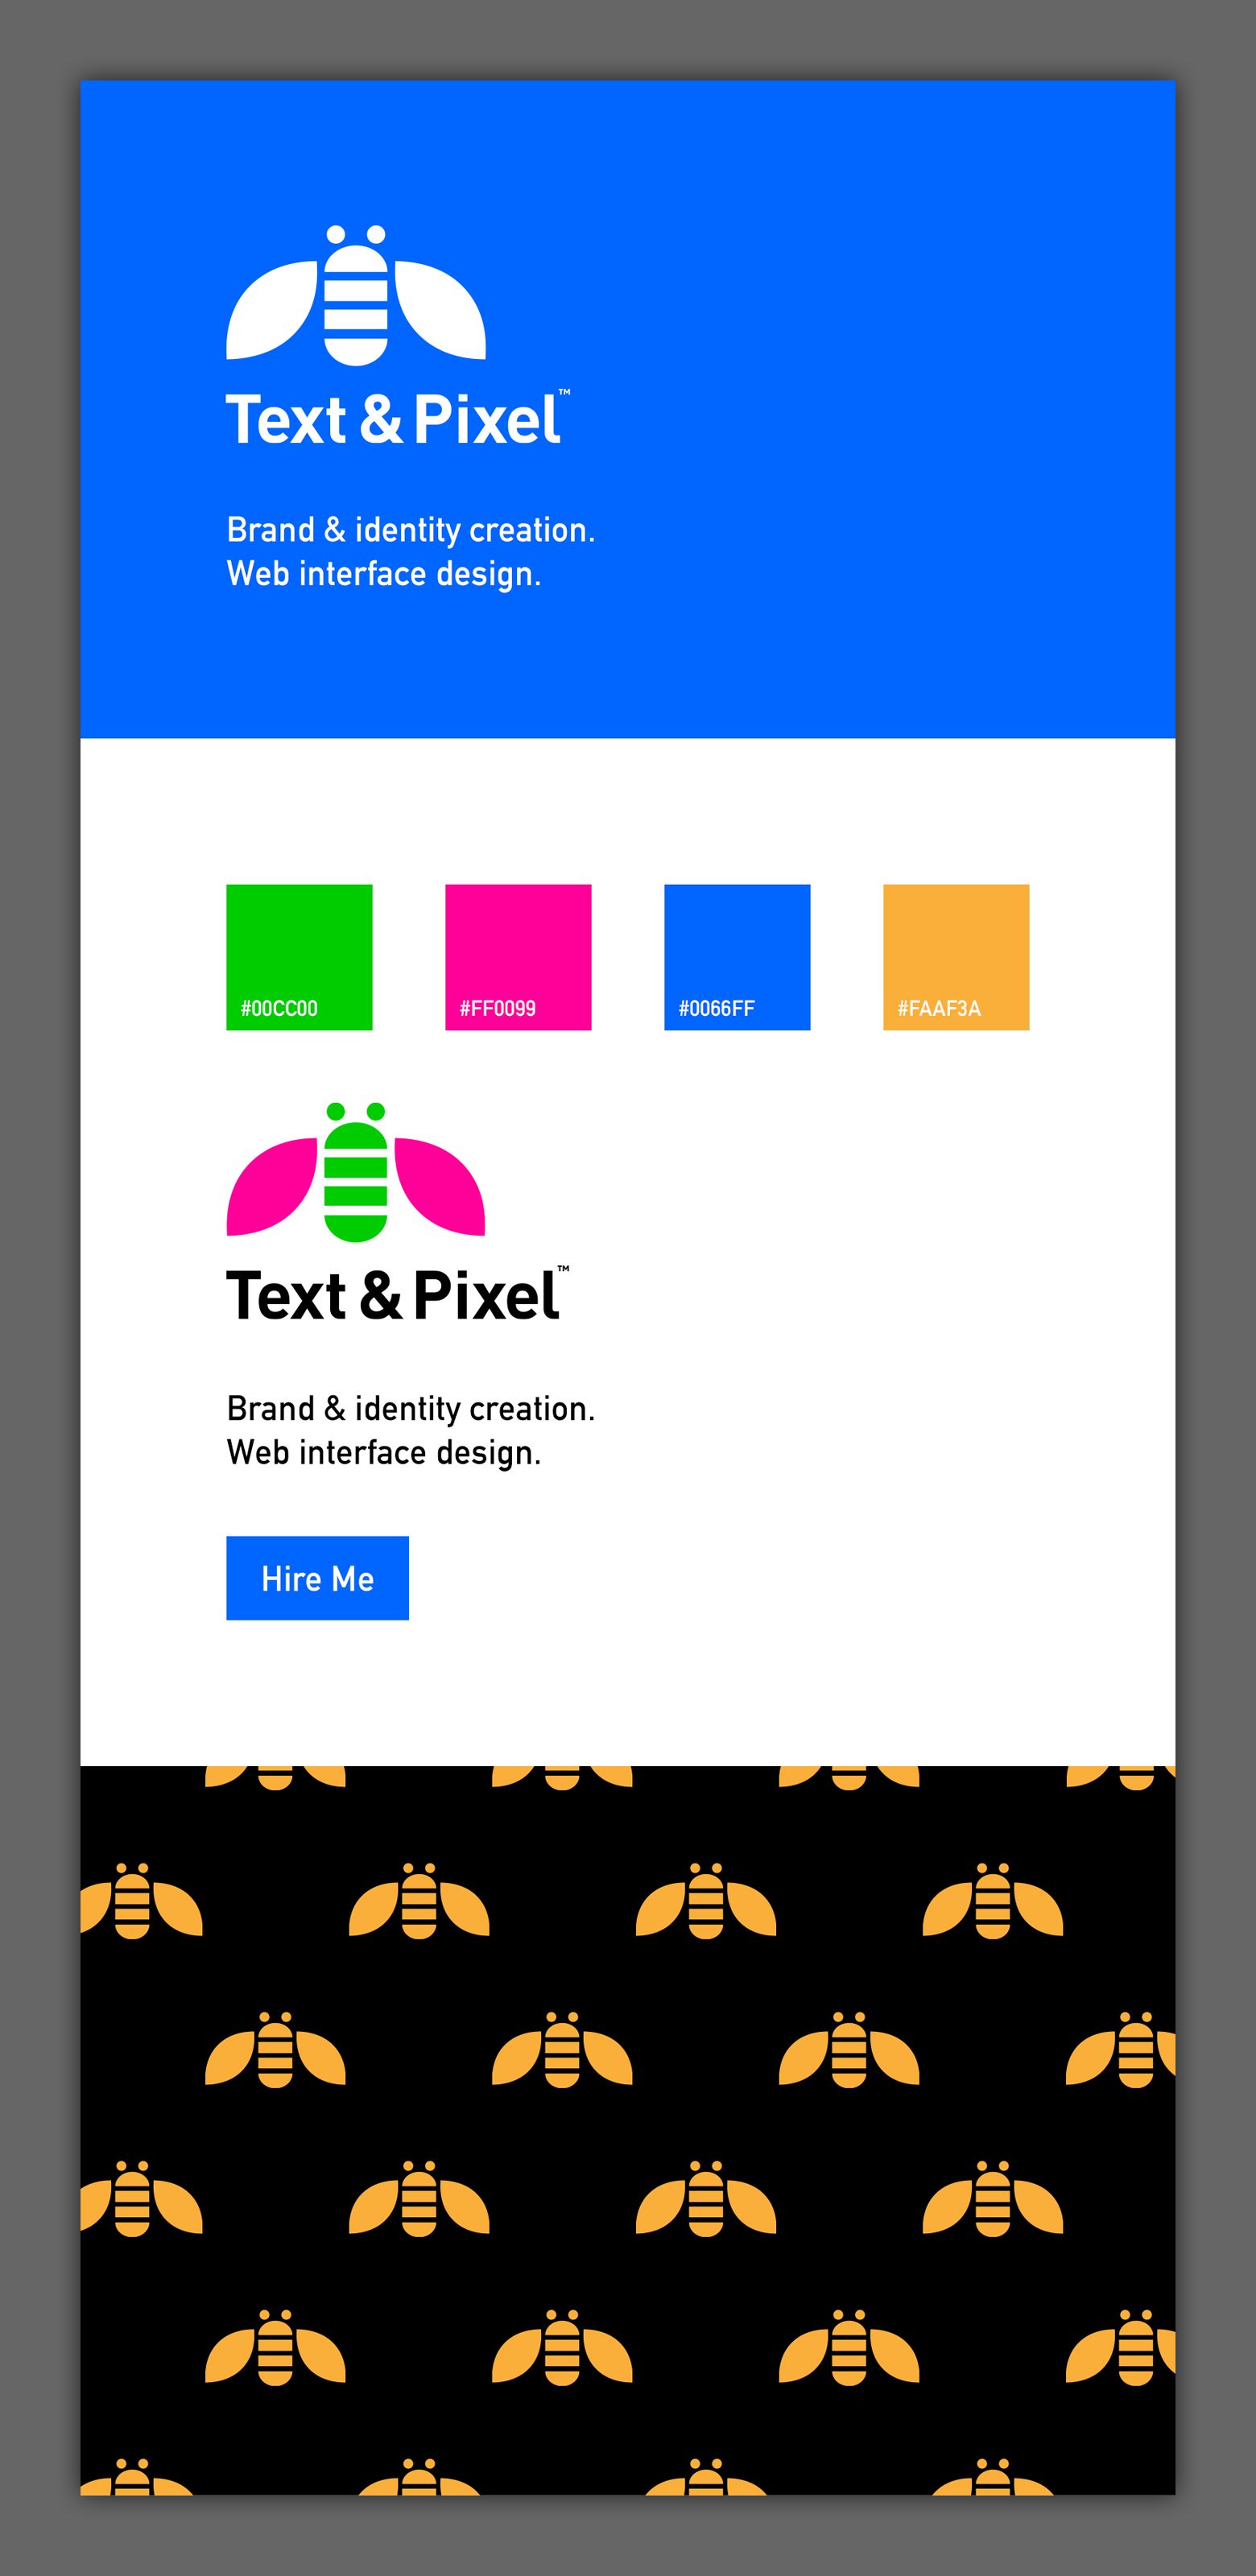 Text & Pixel™
Brand & identity creation.
Web interface design.
#00CC00
#FF0099
#0066FF
#FAAF3A
Text & Pixel™
Brand & identity creation.
Web interface design.
Hire Me